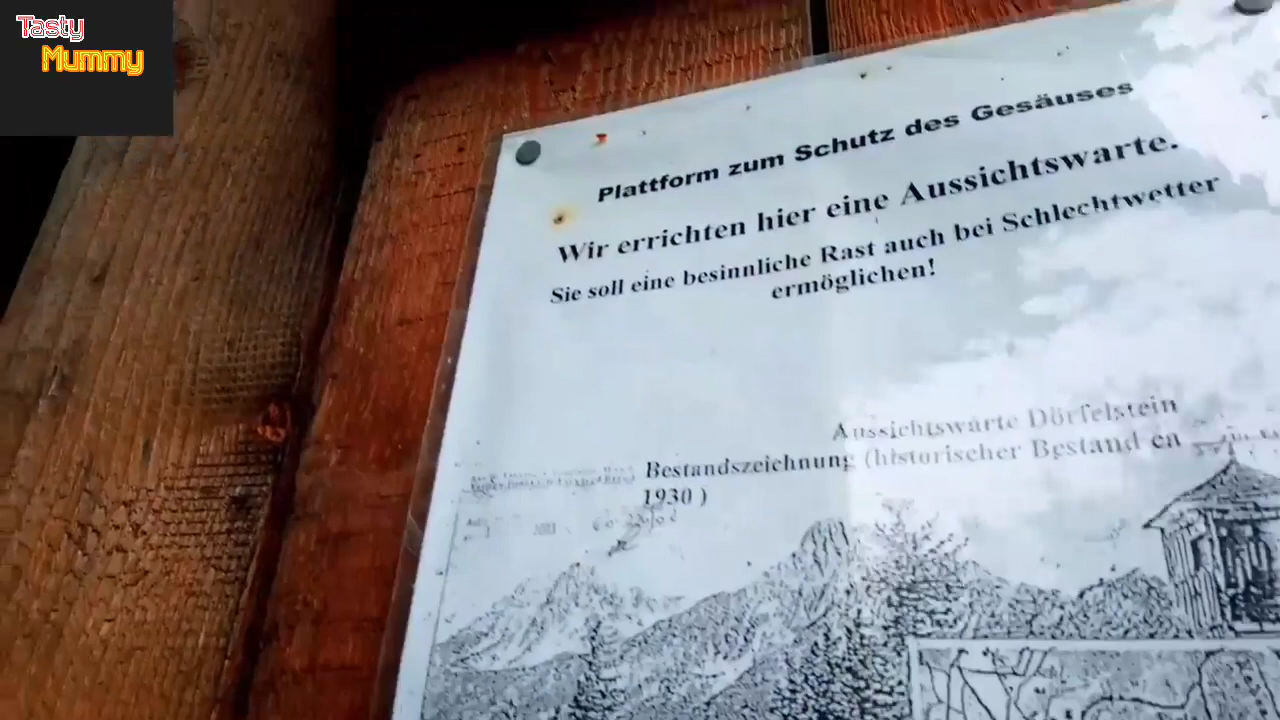 Tasty
Mummy
Plattform zum Schutz des Gesäuses
Wir errichten hier eine Aussichtswarte.
Sie soll eine besinnliche Rast auch bei Schlechtwetter
ermöglichen!
Aussichtswarte Dörfelstein
Bestandszeichnung (historischer Bestand ca
1930 )